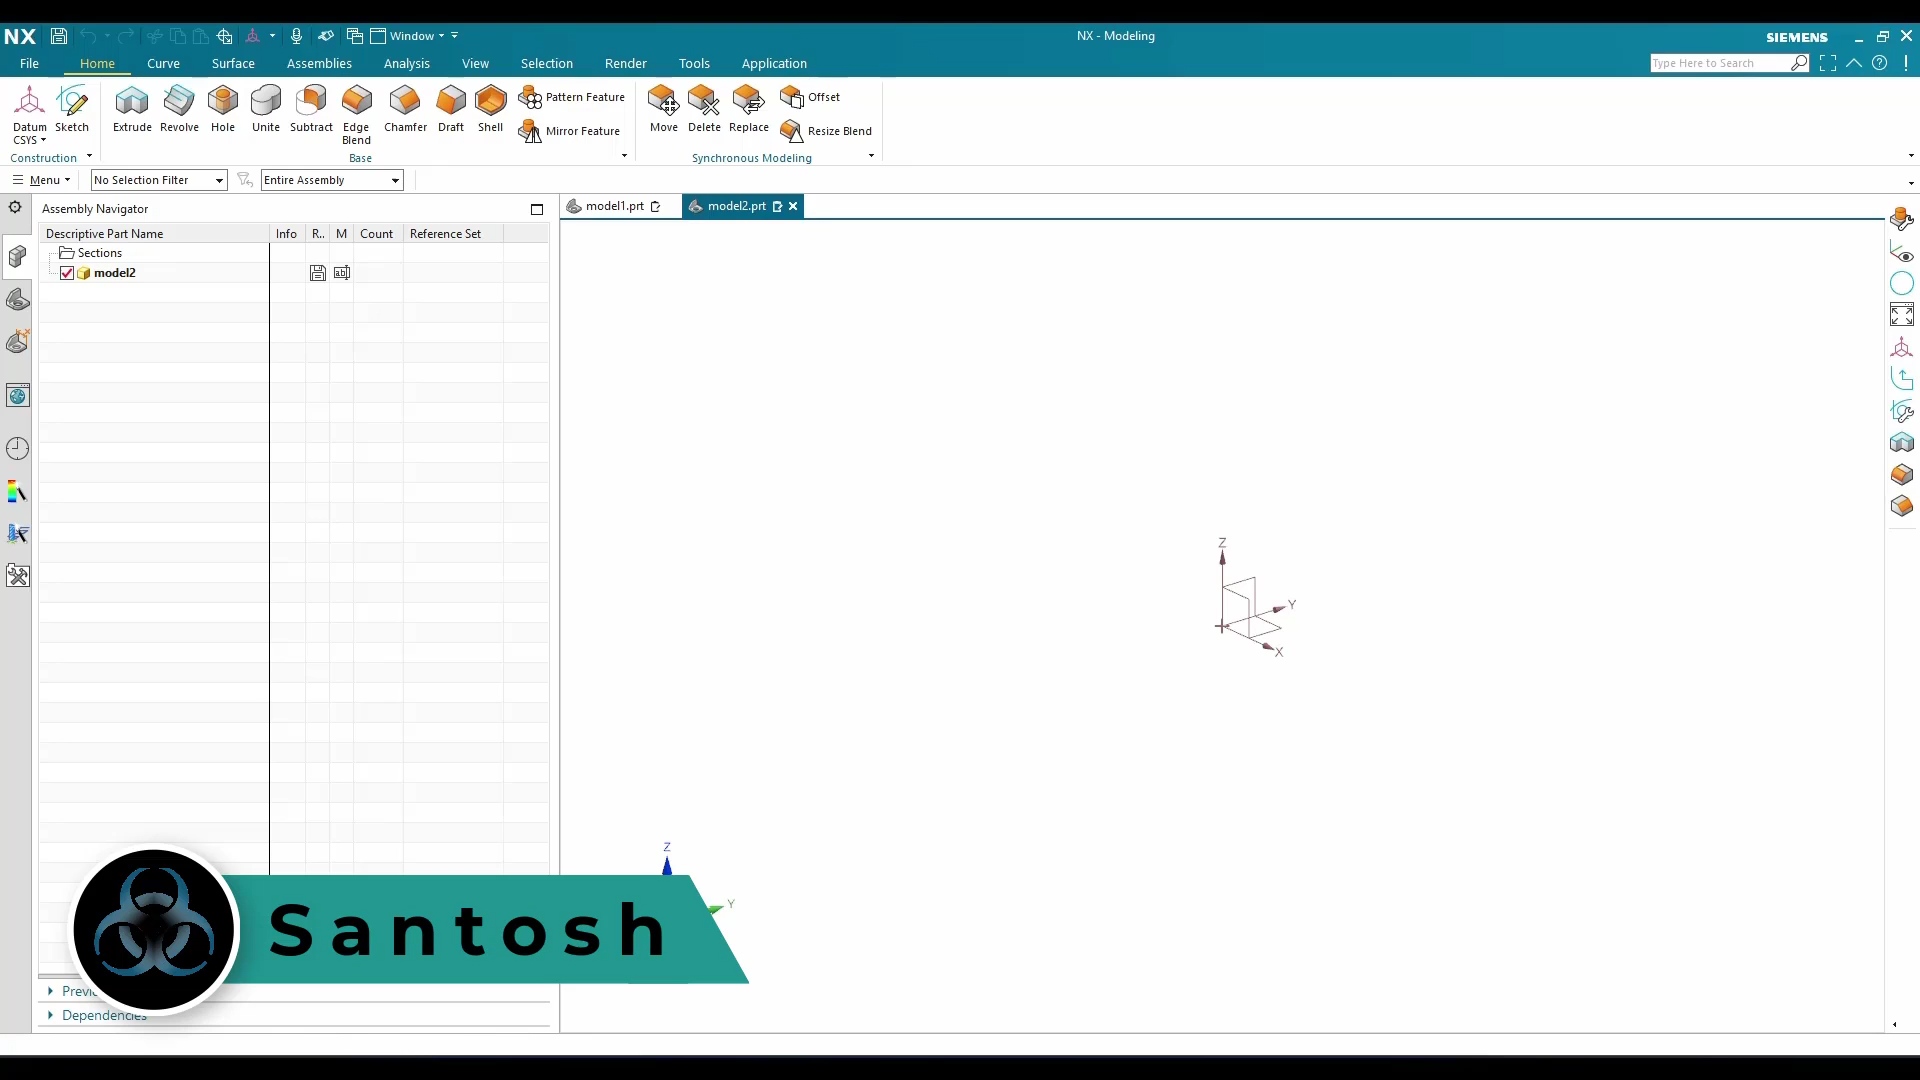 NX
Window
NX - Modeling
SIEMENS
File Home Curve Surface Assemblies Analysis View Selection Render Tools Application
Type Here to Search
Datum CSYS
Sketch
Extrude
Revolve
Hole
Unite
Subtract
Edge Blend
Chamfer
Draft
Shell
Pattern Feature
Mirror Feature
Move
Delete
Replace
Offset
Resize Blend
Construction
Base
Synchronous Modeling
Menu
No Selection Filter
Entire Assembly
Assembly Navigator
model1.prt
model2.prt
Descriptive Part Name Info R.. M Count Reference Set
Sections
model2
Z
Y
X
Z
Y
Santosh
Dependencies